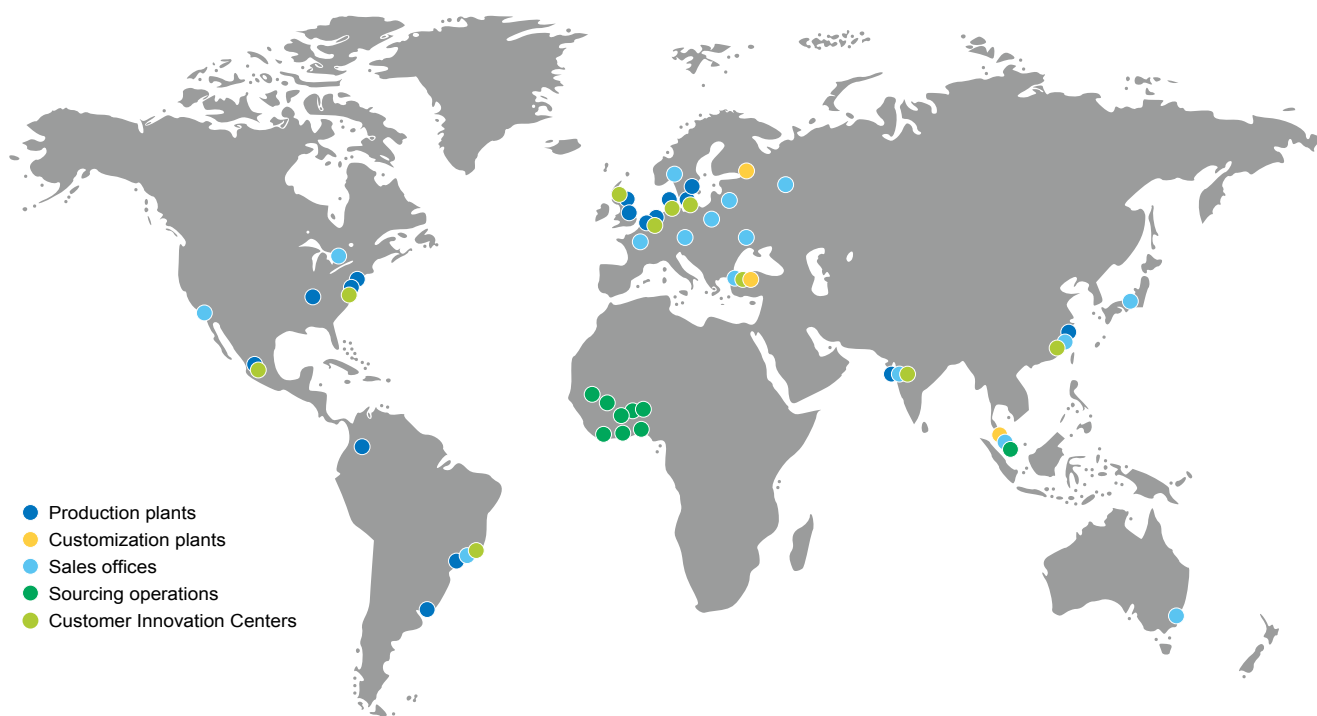 Production plants
Customization plants
Sales offices
Sourcing operations
Customer Innovation Centers